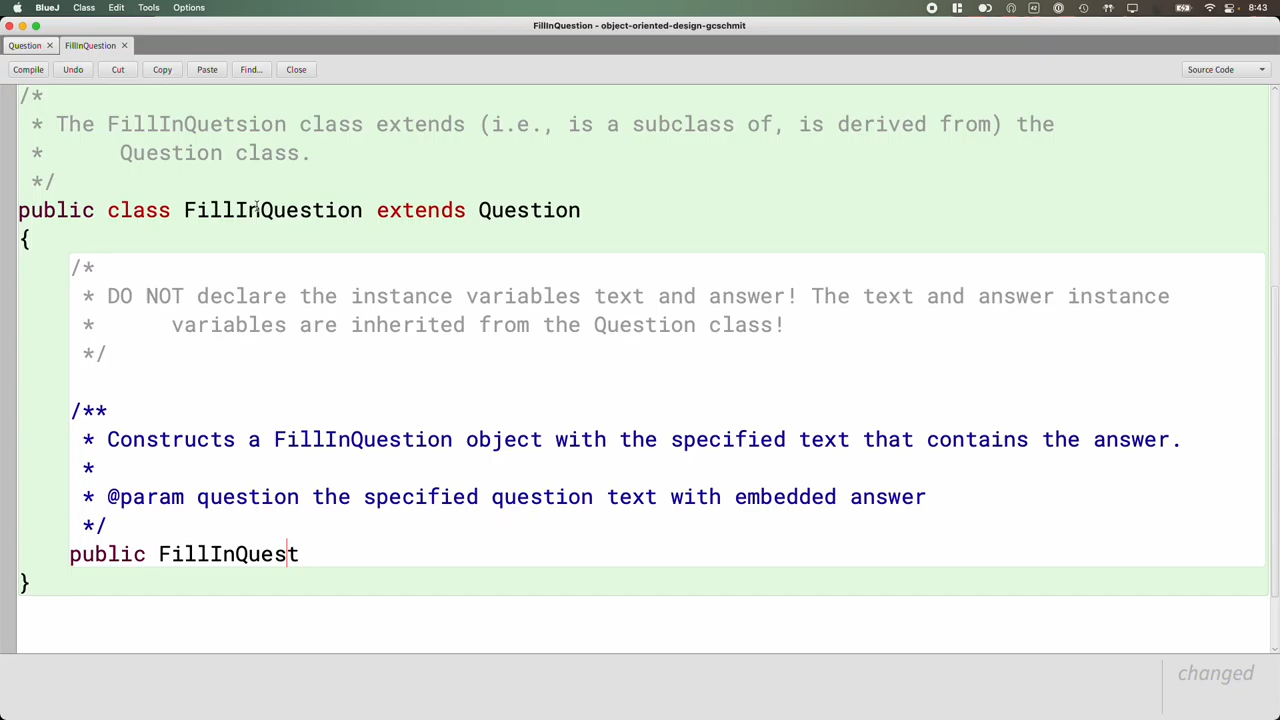 BlueJ Class Edit Tools Options 8:43
FillInQuestion - object-oriented-design-gcschmit
Question × FillInQuestion ×
Compile Undo Cut Copy Paste Find... Close Source Code
/*
* The FillInQuetsion class extends (i.e., is a subclass of, is derived from) the
* Question class.
*/
public class FillInQuestion extends Question
{
/*
* DO NOT declare the instance variables text and answer! The text and answer instance
* variables are inherited from the Question class!
*/
/**
* Constructs a FillInQuestion object with the specified text that contains the answer.
*
* @param question the specified question text with embedded answer
*/
public FillInQuest
}
changed